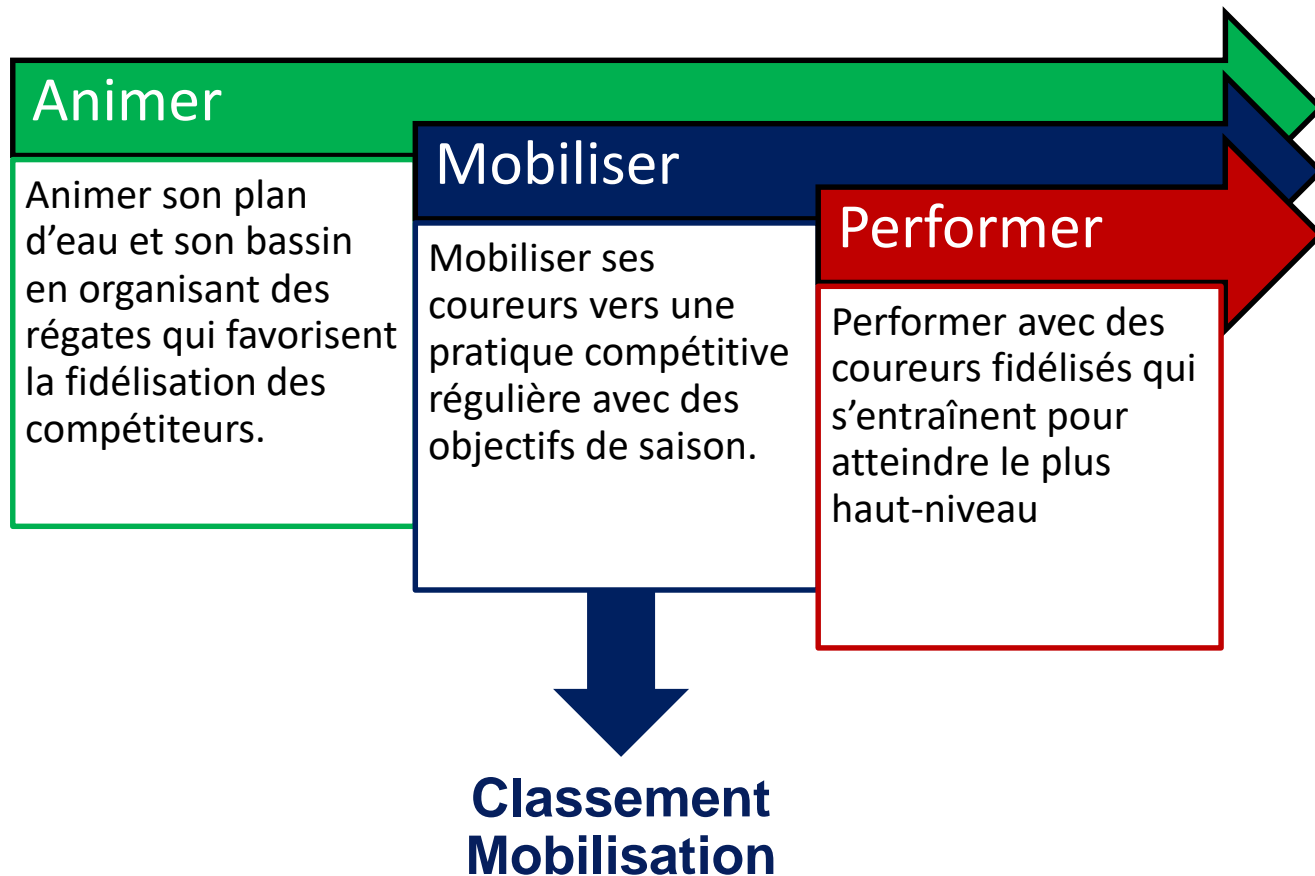 Animer
Animer son plan
d’eau et son bassin
en organisant des
régates qui favorisent
la fidélisation des
compétiteurs.
Mobiliser
Mobiliser ses
coureurs vers une
pratique compétitive
régulière avec des
objectifs de saison.
Performer
Performer avec des
coureurs fidélisés qui
s’entraînent pour
atteindre le plus
haut-niveau
Classement
Mobilisation